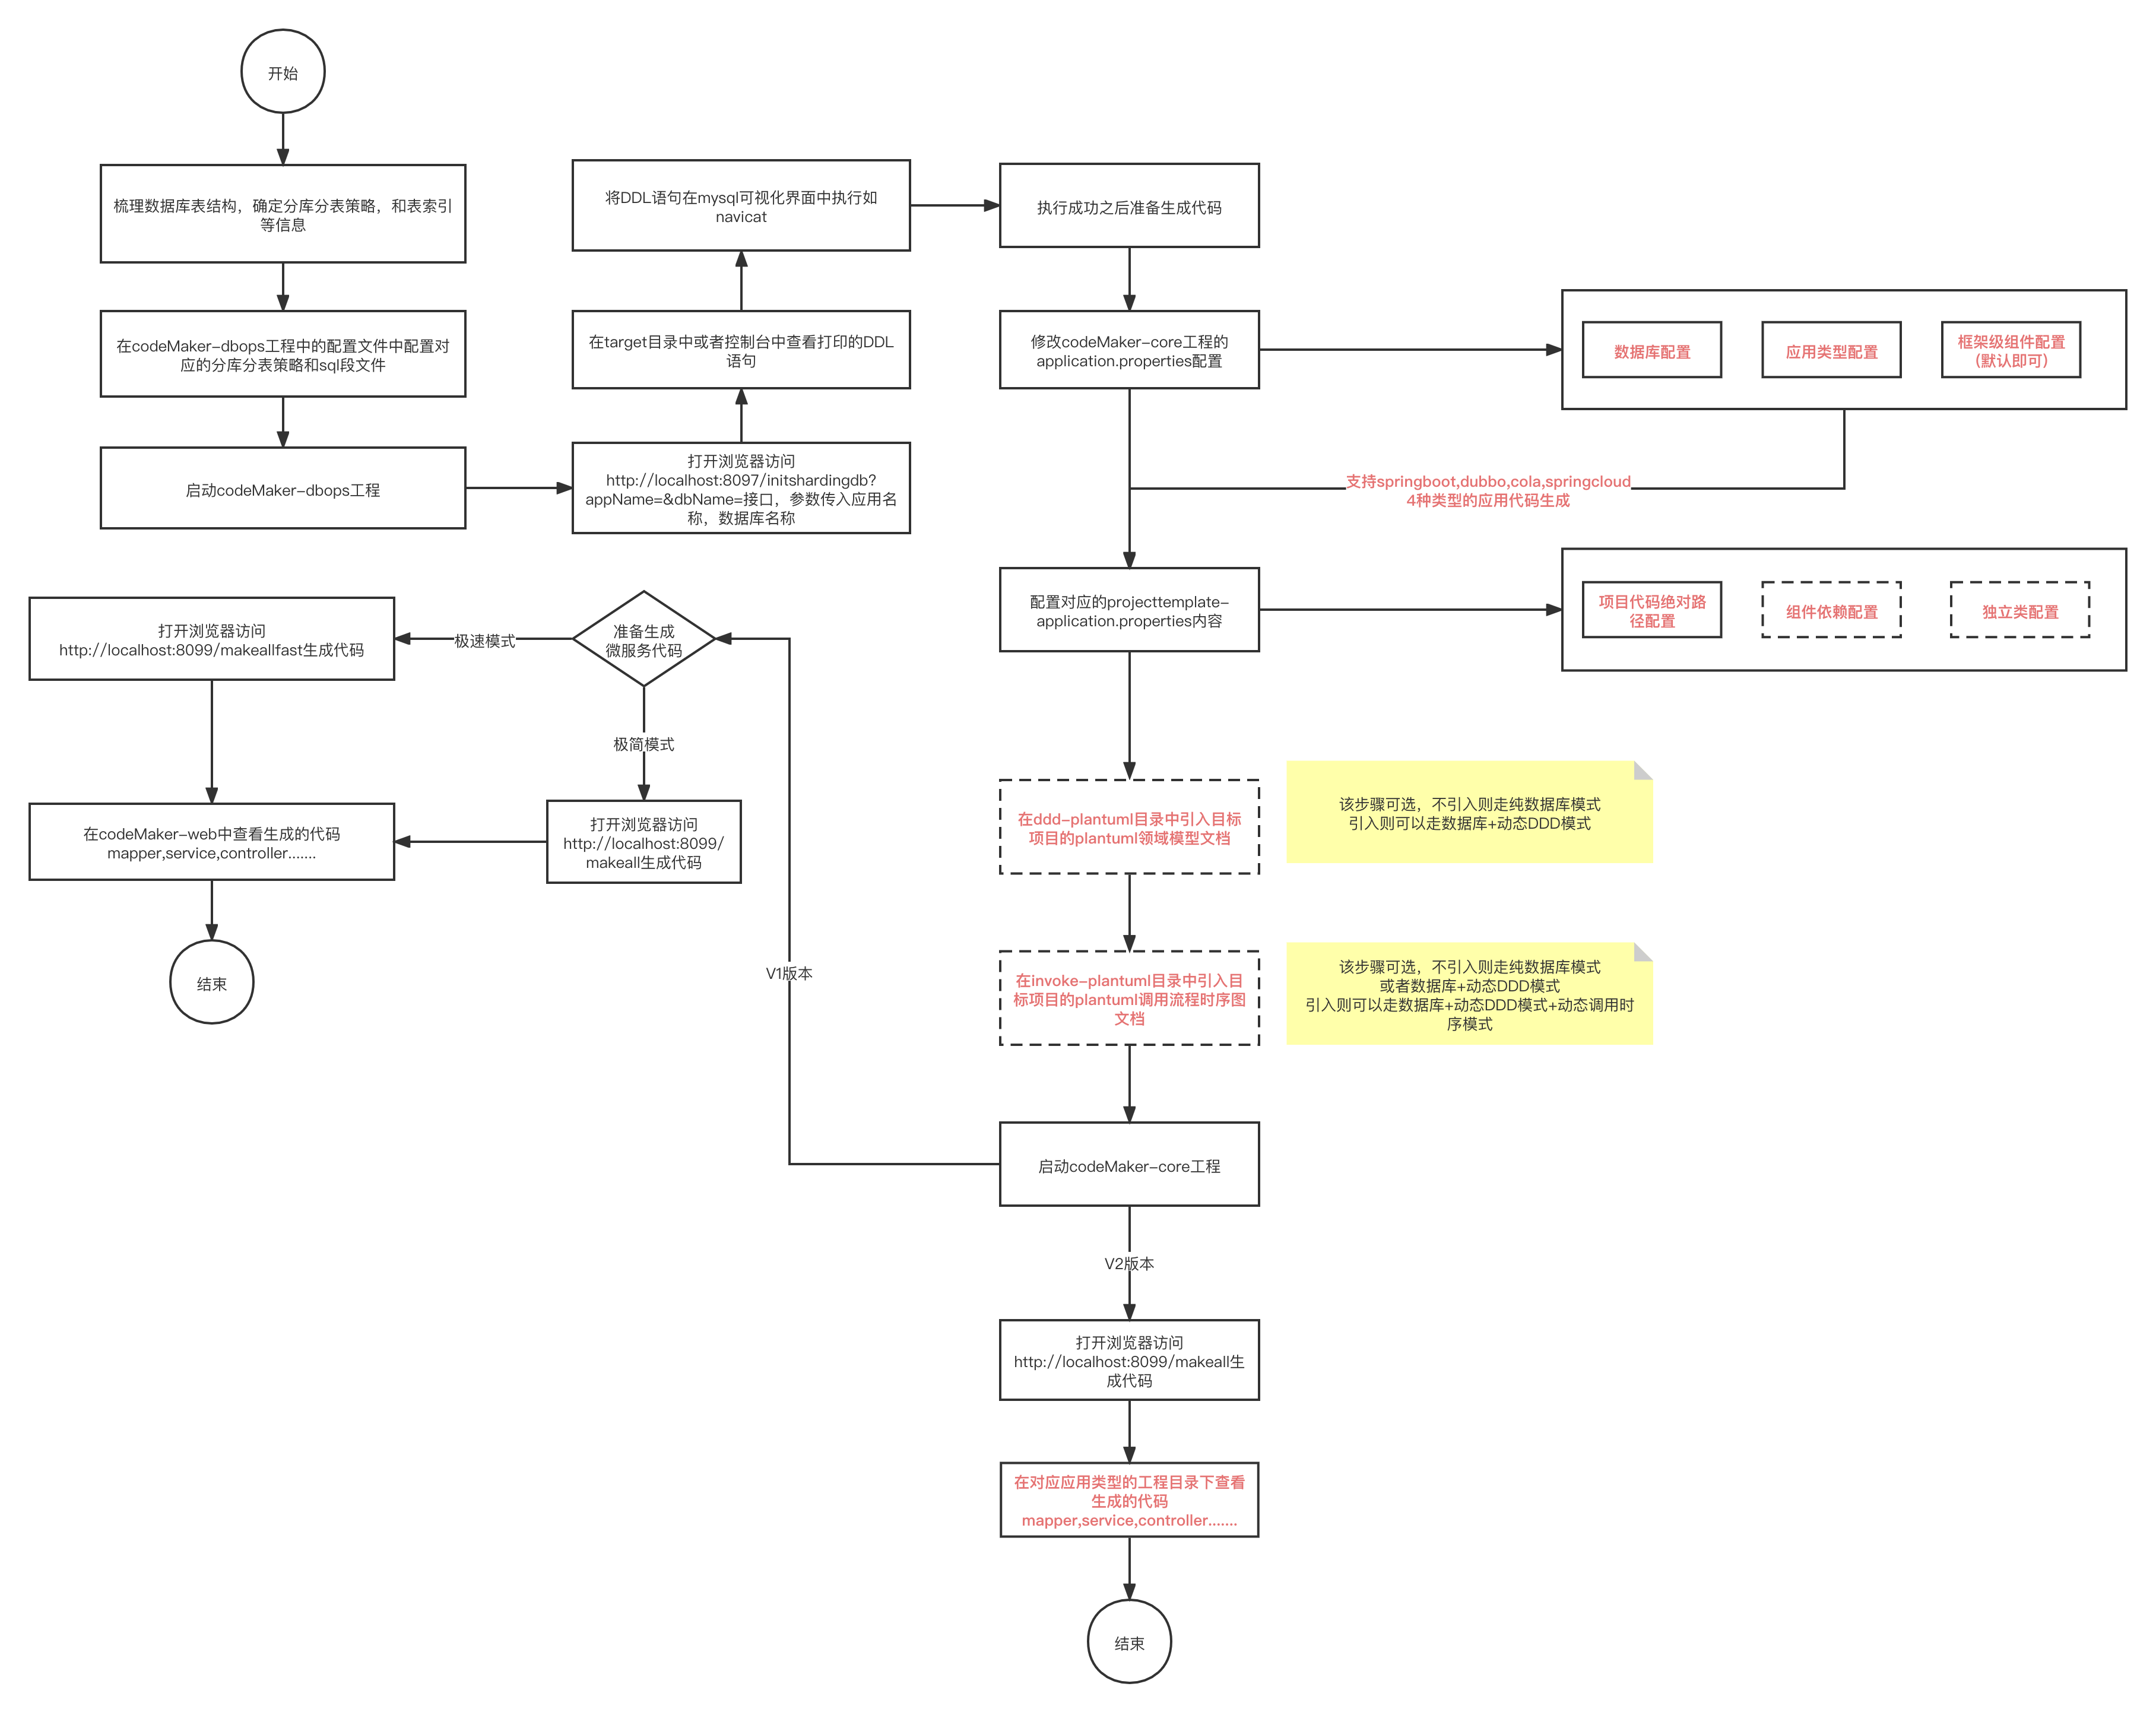 开始
梳理数据库表结构，确定分库分表策略，和表索引
等信息
在codeMaker-dbops工程中的配置文件中配置对
应的分库分表策略和sql段文件
启动codeMaker-dbops工程
打开浏览器访问
http://localhost:8097/initshardingdb?
appName=&dbName=接口，参数传入应用名
称，数据库名称
在target目录中或者控制台中查看打印的DDL
语句
将DDL语句在mysql可视化界面中执行如
navicat
执行成功之后准备生成代码
修改codeMaker-core工程的
application.properties配置
数据库配置
应用类型配置
框架级组件配置
(默认即可)
支持springboot,dubbo,cola,springcloud
4种类型的应用代码生成
配置对应的projecttemplate-
application.properties内容
项目代码绝对路
径配置
组件依赖配置
独立类配置
在ddd-plantuml目录中引入目标
项目的plantuml领域模型文档
该步骤可选，不引入则走纯数据库模式
引入则可以走数据库+动态DDD模式
在invoke-plantuml目录中引入目
标项目的plantuml调用流程时序图
文档
该步骤可选，不引入则走纯数据库模式
或者数据库+动态DDD模式
引入则可以走数据库+动态DDD模式+动态调用时
序模式
启动codeMaker-core工程
V1版本
准备生成
微服务代码
极速模式
打开浏览器访问
http://localhost:8099/makeallfast生成代码
极简模式
打开浏览器访问
http://localhost:8099/
makeall生成代码
在codeMaker-web中查看生成的代码
mapper,service,controller.......
结束
V2版本
打开浏览器访问
http://localhost:8099/makeall生
成代码
在对应应用类型的工程目录下查看
生成的代码
mapper,service,controller.......
结束